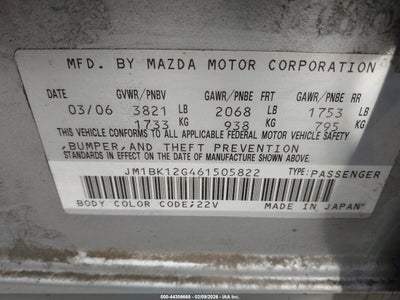 MFD. BY MAZDA MOTOR CORPORATION
DATE GVWR/PNBV GAWR/PNBE FRT GAWR/PNBE RR
03/06 3821 LB 2068 LB 1753 LB
1733 KG 938 KG 795 KG
THIS VEHICLE CONFORMS TO ALL APPLICABLE FEDERAL MOTOR VEHICLE SAFETY
,BUMPER,AND THEFT PREVENTION
STANDARDS IN EFFECT ON THE DATE OF MANUFACTURE SHOWN ABOVE.
JM1BK12G461505822 TYPE:PASSENGER
BODY COLOR CODE;22V MADE IN JAPAN*
000-44308688 - 02/09/2026 - IAAI.COM